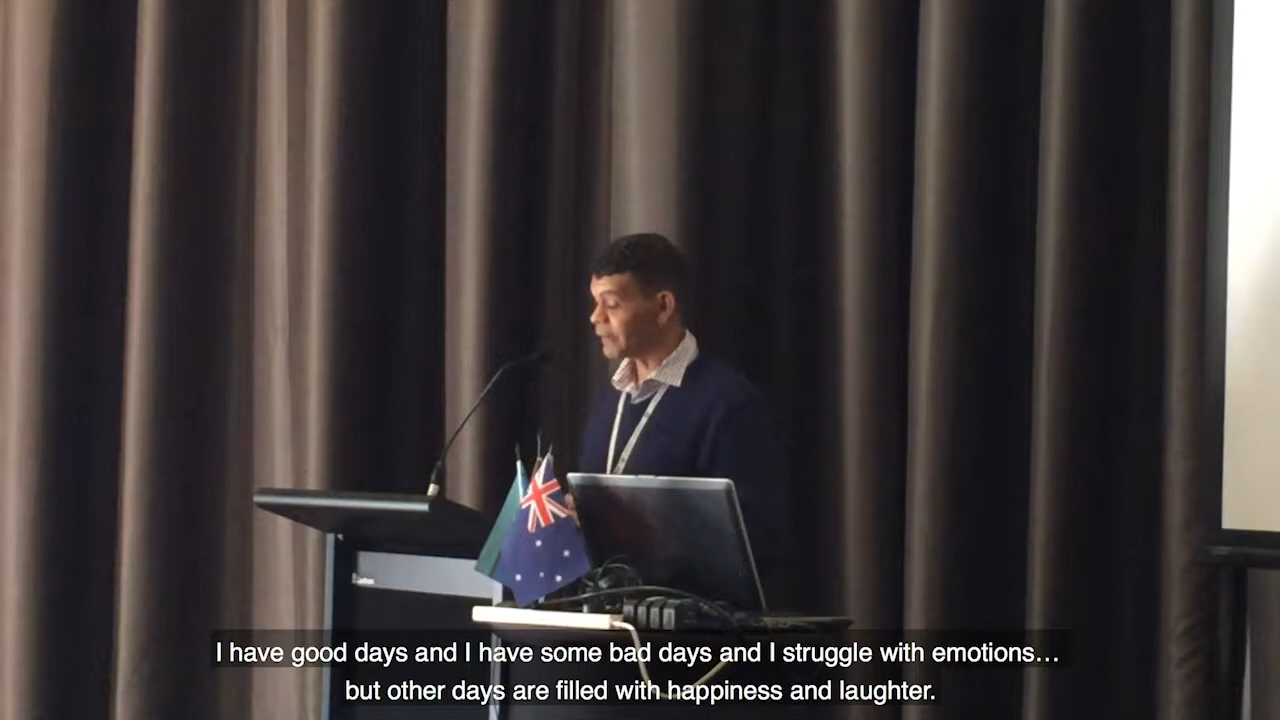 I have good days and I have some bad days and I struggle with emotions…
but other days are filled with happiness and laughter.